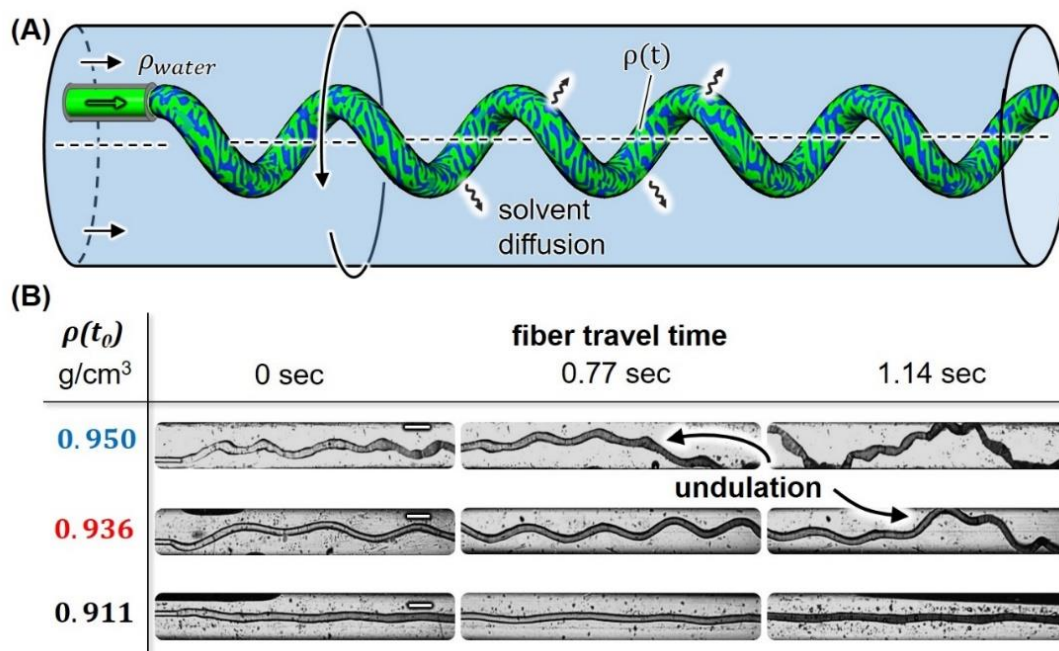 (A)
ρ_water
ρ(t)
solvent
diffusion
(B)
ρ(t₀)
g/cm³
fiber travel time
0 sec
0.77 sec
1.14 sec
0.950
undulation
0.936
0.911